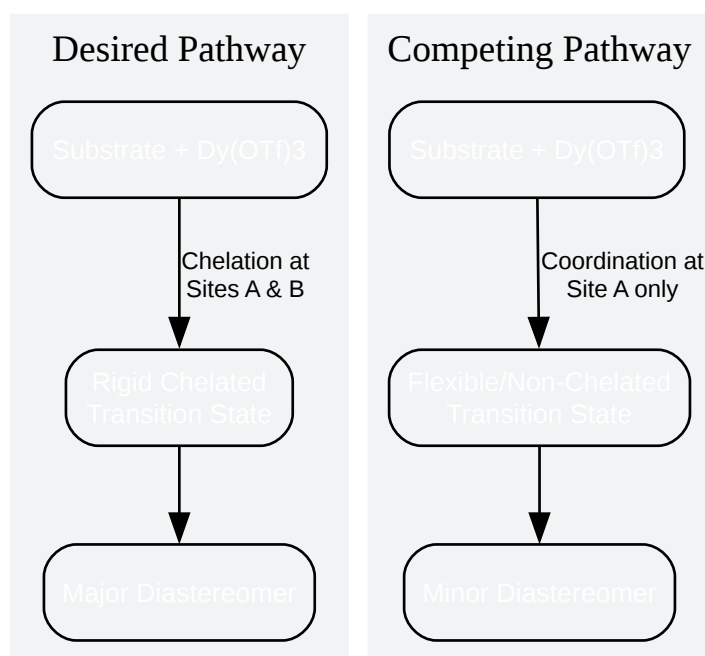 Desired Pathway
Substrate + Dy(OTf)3
Chelation at
Sites A & B
Rigid Chelated
Transition State
Major Diastereomer
Competing Pathway
Substrate + Dy(OTf)3
Coordination at
Site A only
Flexible/Non-Chelated
Transition State
Minor Diastereomer